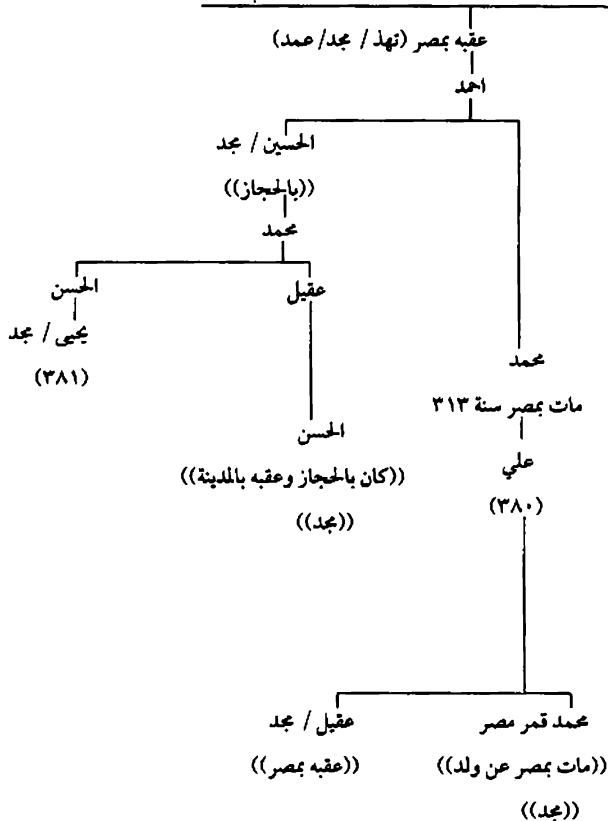 عقبه بمصر (تهذ / مجد/ عمد)
احمد
الحسين / مجد
((بالحجاز))
محمد
الحسن
عقيل
يحيى / مجد
(٣٨١)
محمد
مات بمصر سنة ٣١٣
الحسن
((كان بالحجاز وعقبه بالمدينة))
((مجد))
علي
(٣٨٠)
محمد قمر مصر
((مات بمصر عن ولد))
((مجد))
عقيل / مجد
((عقبه بمصر))